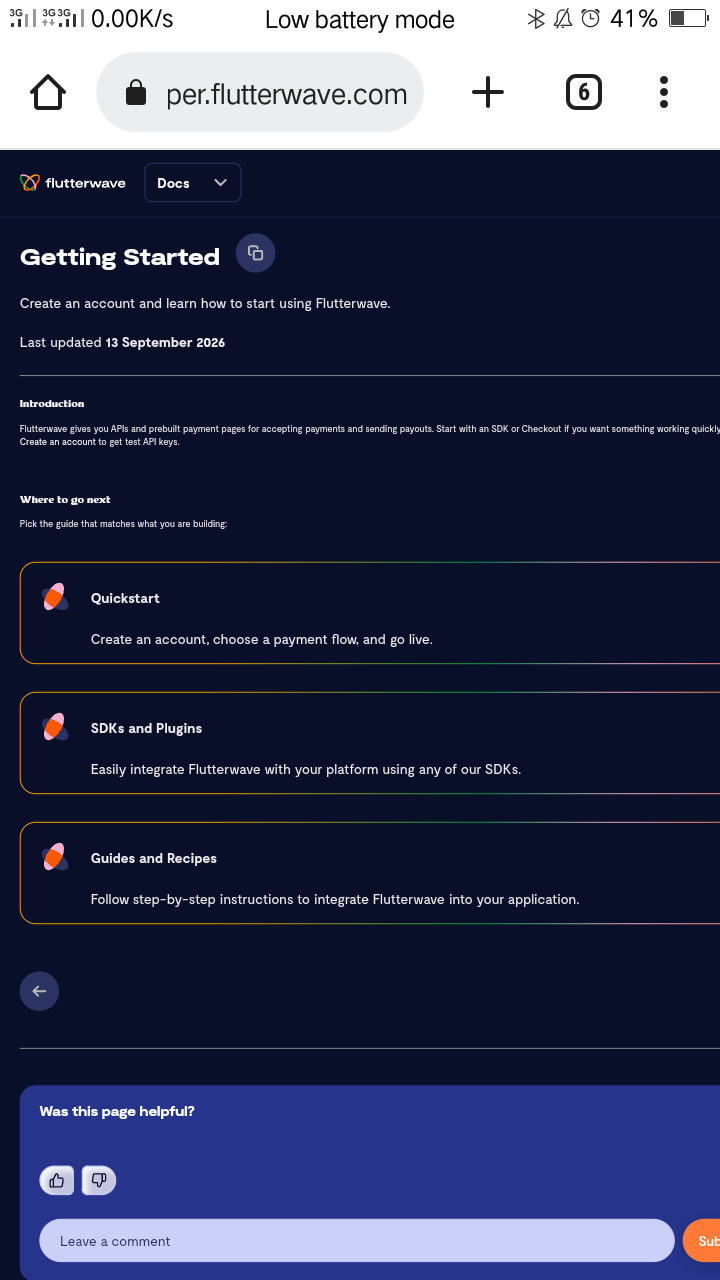 3G 3G 3G 0.00K/s Low battery mode 41%
per.flutterwave.com 6
flutterwave Docs
Getting Started
Create an account and learn how to start using Flutterwave.
Last updated 13 September 2026
Introduction
Flutterwave gives you APIs and prebuilt payment pages for accepting payments and sending payouts. Start with an SDK or Checkout if you want something working quickly
Create an account to get test API keys.
Where to go next
Pick the guide that matches what you are building:
Quickstart
Create an account, choose a payment flow, and go live.
SDKs and Plugins
Easily integrate Flutterwave with your platform using any of our SDKs.
Guides and Recipes
Follow step-by-step instructions to integrate Flutterwave into your application.
Was this page helpful?
Leave a comment Sub